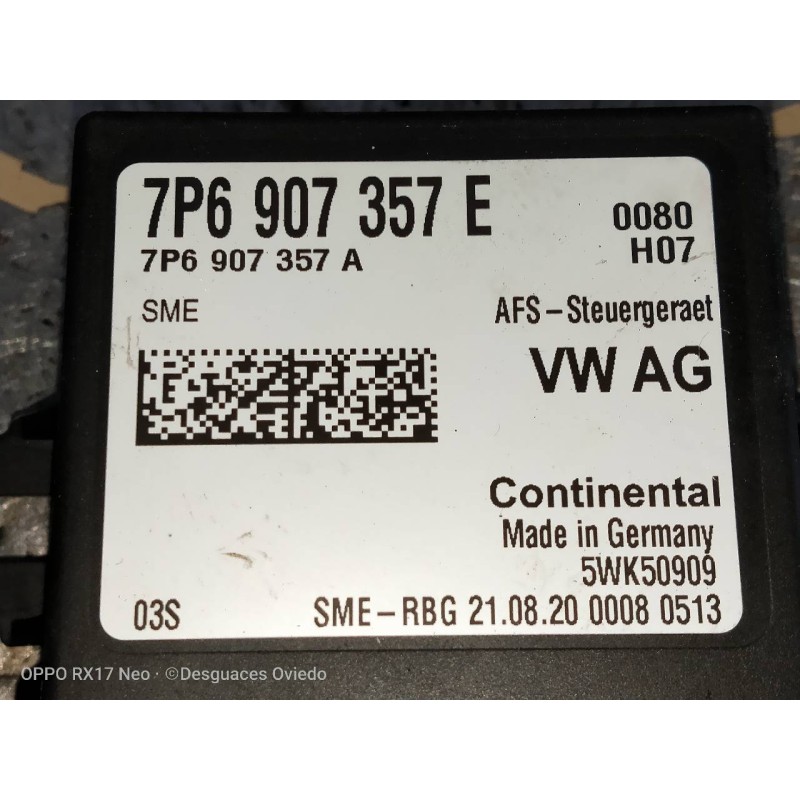 7P6 907 357 E
0080
7P6 907 357 A
H07
SME
AFS-Steuergeraet
VW AG
Continental
Made in Germany
5WK50909
03S
SME-RBG 21.08.20 0008 0513
OPPO RX17 Neo · ©Desguaces Oviedo